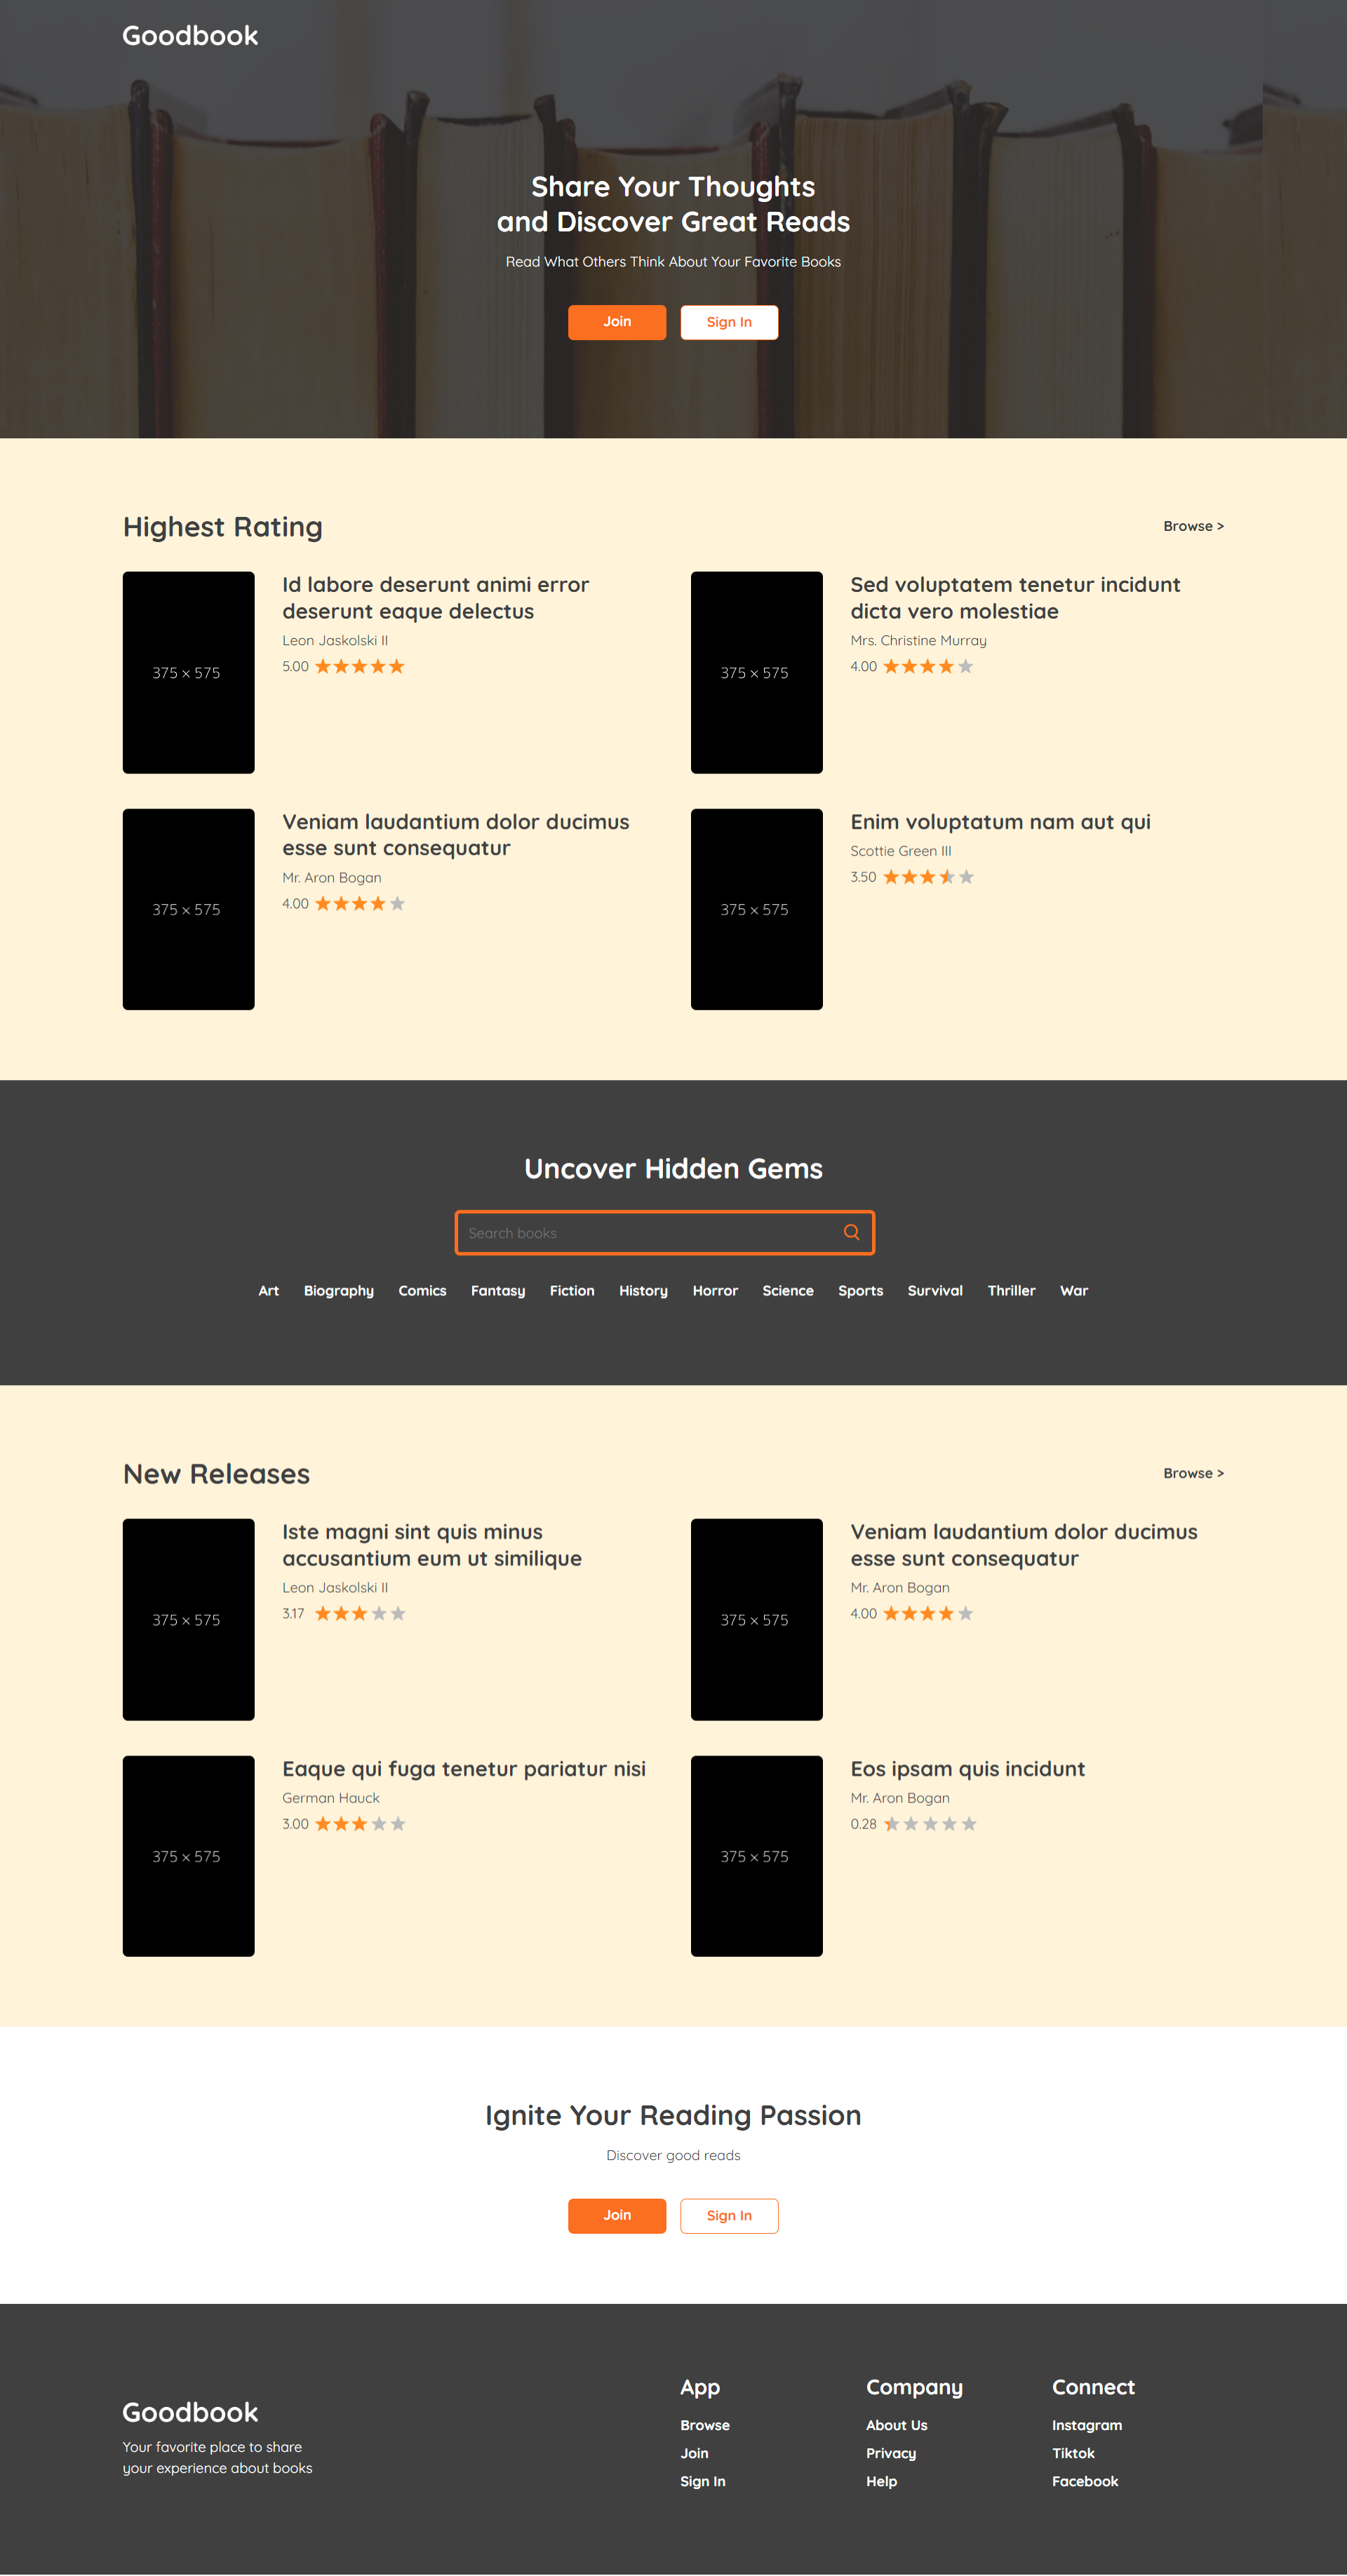 Goodbook
Share Your Thoughts
and Discover Great Reads
Read What Others Think About Your Favorite Books
Join
Sign In
Highest Rating
Browse >
375 × 575
Id labore deserunt animi error
deserunt eaque delectus
Leon Jaskolski II
5.00
375 × 575
Sed voluptatem tenetur incidunt
dicta vero molestiae
Mrs. Christine Murray
4.00
375 × 575
Veniam laudantium dolor ducimus
esse sunt consequatur
Mr. Aron Bogan
4.00
375 × 575
Enim voluptatum nam aut qui
Scottie Green III
3.50
Uncover Hidden Gems
Search books
Art Biography Comics Fantasy Fiction History Horror Science Sports Survival Thriller War
New Releases
Browse >
375 × 575
Iste magni sint quis minus
accusantium eum ut similique
Leon Jaskolski II
3.17
375 × 575
Veniam laudantium dolor ducimus
esse sunt consequatur
Mr. Aron Bogan
4.00
375 × 575
Eaque qui fuga tenetur pariatur nisi
German Hauck
3.00
375 × 575
Eos ipsam quis incidunt
Mr. Aron Bogan
0.28
Ignite Your Reading Passion
Discover good reads
Join
Sign In
Goodbook
Your favorite place to share
your experience about books
App
Browse
Join
Sign In
Company
About Us
Privacy
Help
Connect
Instagram
Tiktok
Facebook